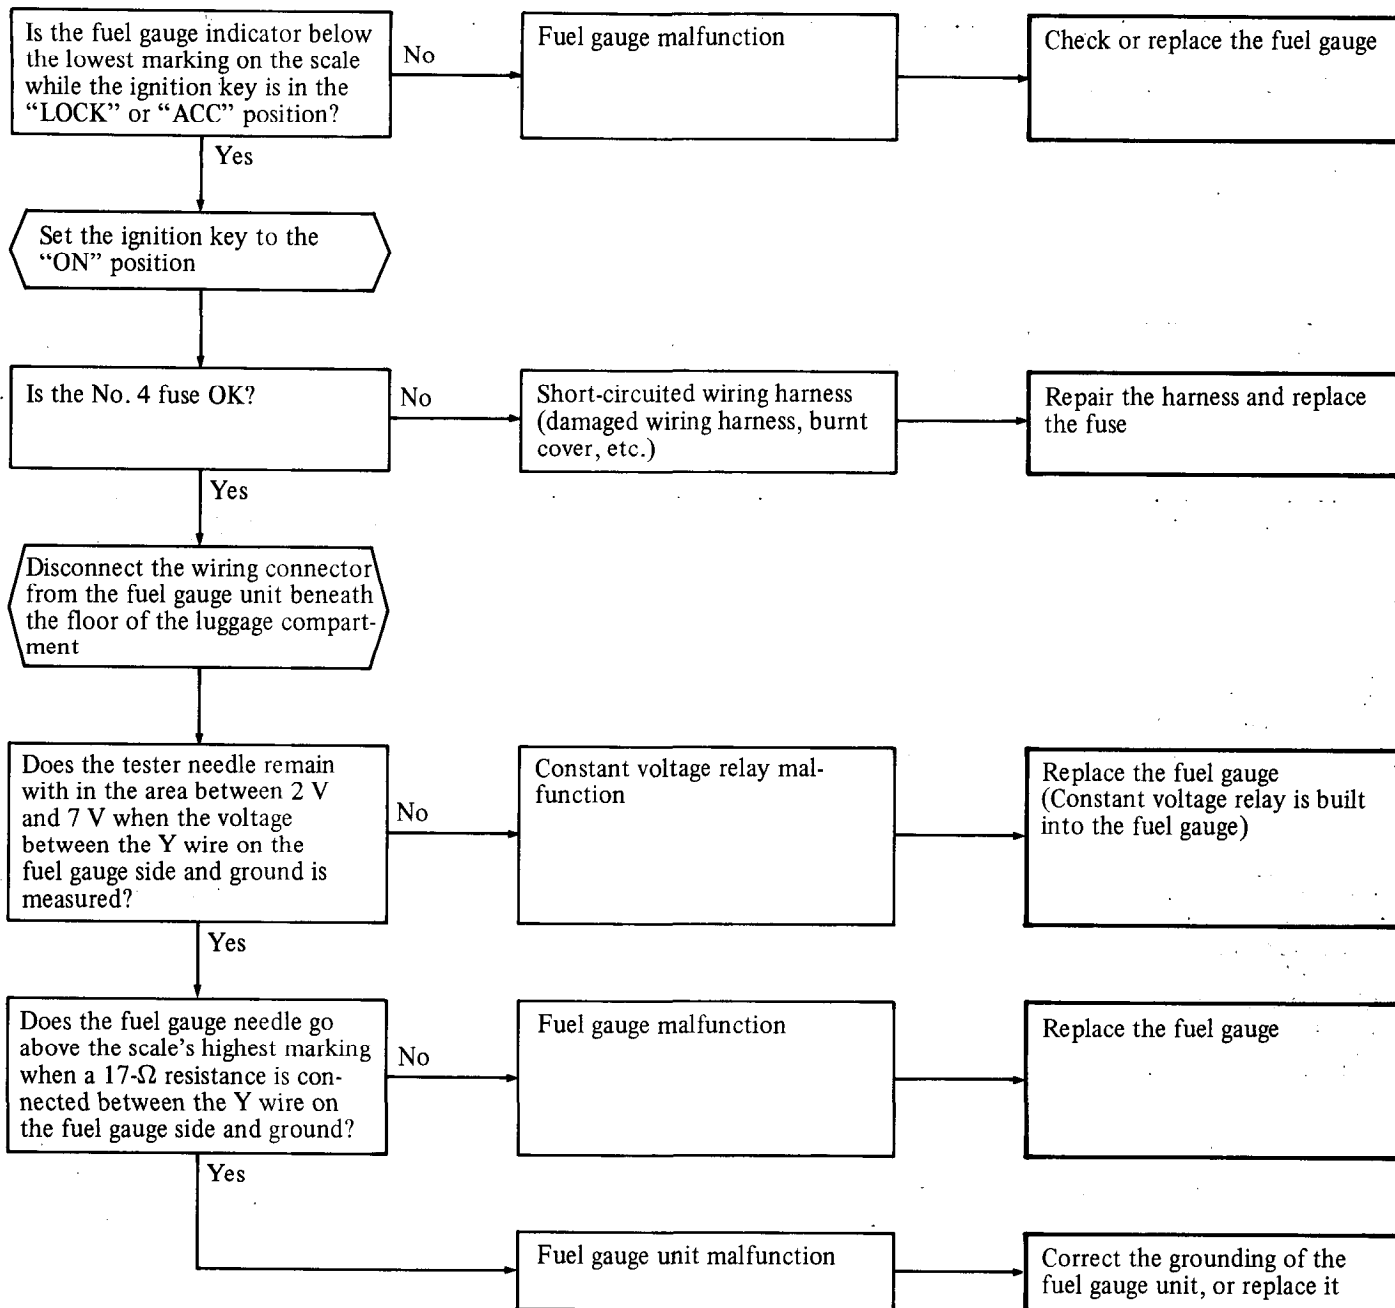 Is the fuel gauge indicator below
the lowest marking on the scale
while the ignition key is in the
“LOCK” or “ACC” position?
No
Fuel gauge malfunction
Check or replace the fuel gauge
Yes
Set the ignition key to the
“ON” position
Is the No. 4 fuse OK?
No
Short-circuited wiring harness
(damaged wiring harness, burnt
cover, etc.)
Repair the harness and replace
the fuse
Yes
Disconnect the wiring connector
from the fuel gauge unit beneath
the floor of the luggage compart-
ment
Does the tester needle remain
with in the area between 2 V
and 7 V when the voltage
between the Y wire on the
fuel gauge side and ground is
measured?
No
Constant voltage relay mal-
function
Replace the fuel gauge
(Constant voltage relay is built
into the fuel gauge)
Yes
Does the fuel gauge needle go
above the scale’s highest marking
when a 17-Ω resistance is con-
nected between the Y wire on
the fuel gauge side and ground?
No
Fuel gauge malfunction
Replace the fuel gauge
Yes
Fuel gauge unit malfunction
Correct the grounding of the
fuel gauge unit, or replace it